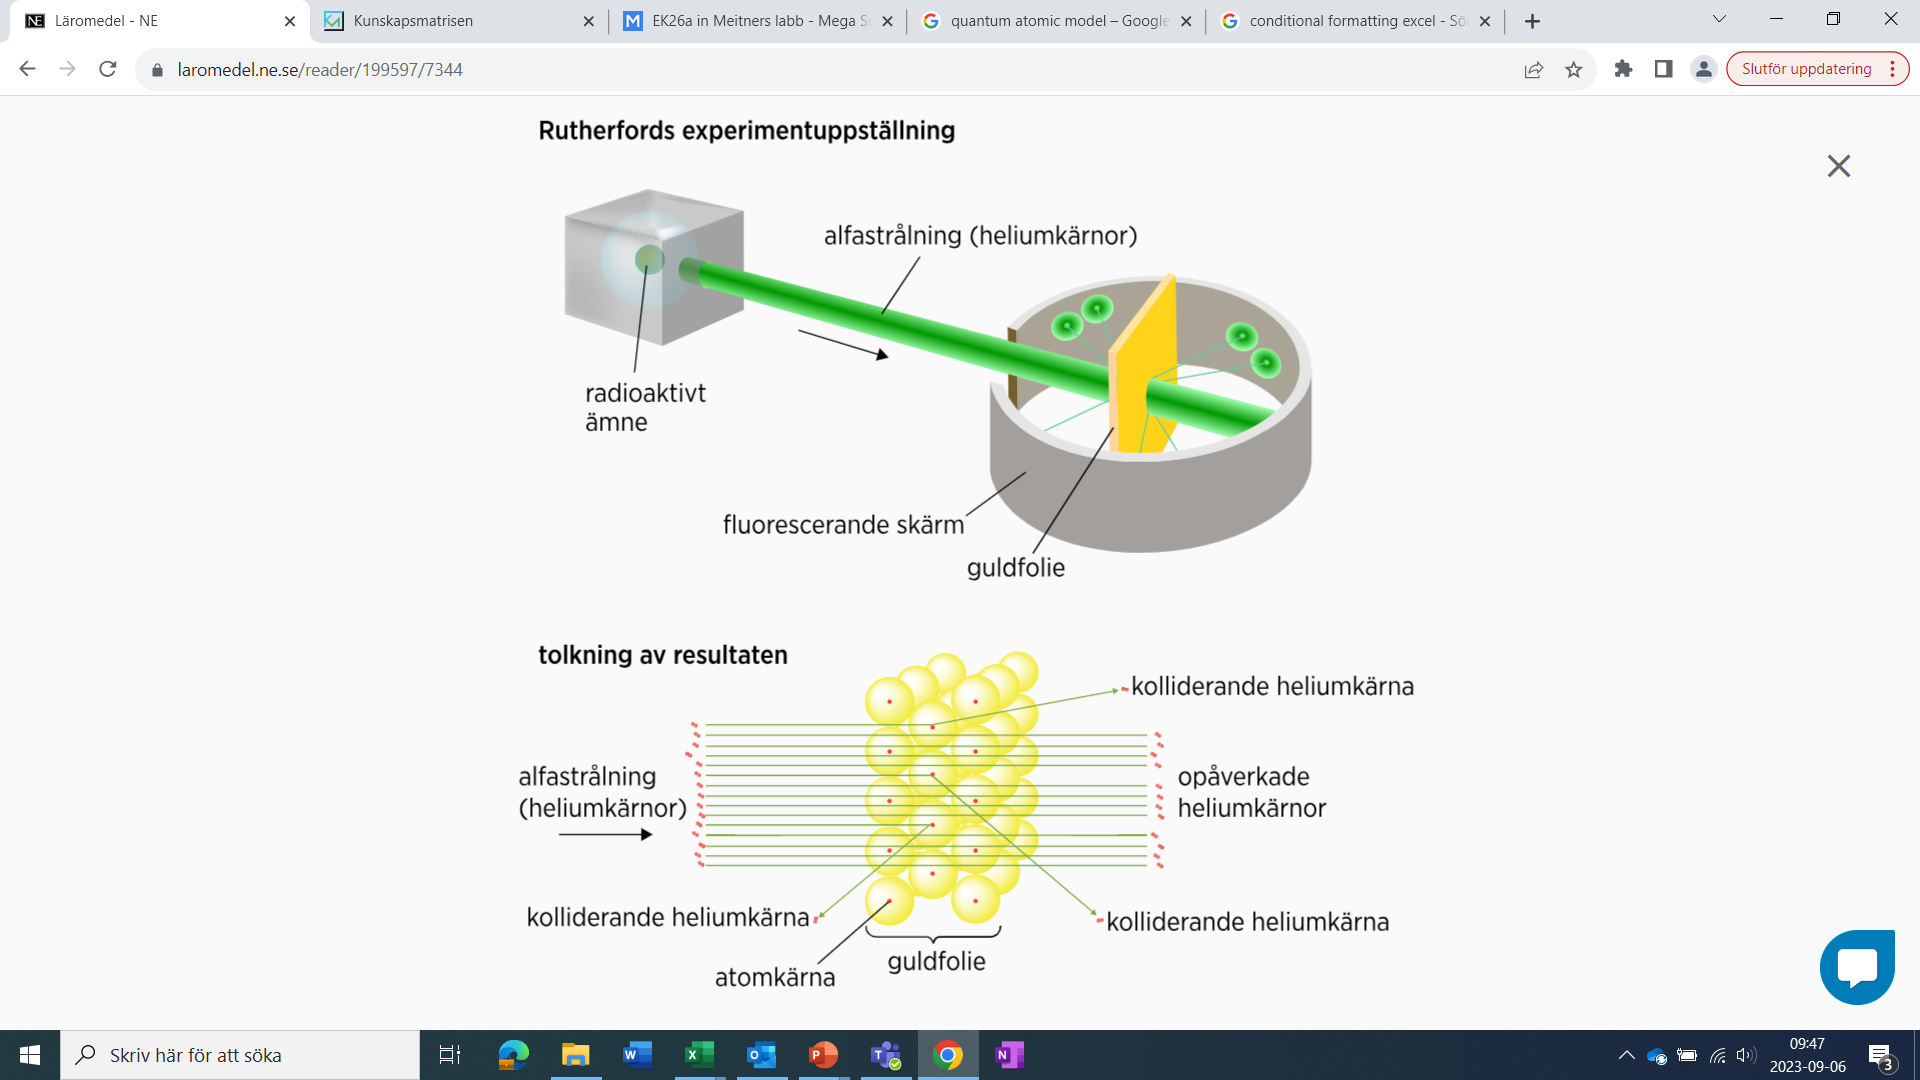 Läromedel - NE
Kunskapsmatrisen
EK26a in Meitners labb - Mega S
quantum atomic model – Google
conditional formatting excel - Sö
laromedel.ne.se/reader/199597/7344
Slutför uppdatering
Rutherfords experimentuppställning
alfastrålning (heliumkärnor)
radioaktivt
ämne
fluorescerande skärm
guldfolie
tolkning av resultaten
kolliderande heliumkärna
alfastrålning
(heliumkärnor)
opåverkade
heliumkärnor
kolliderande heliumkärna
kolliderande heliumkärna
guldfolie
atomkärna
Skriv här för att söka
09:47
2023-09-06
3